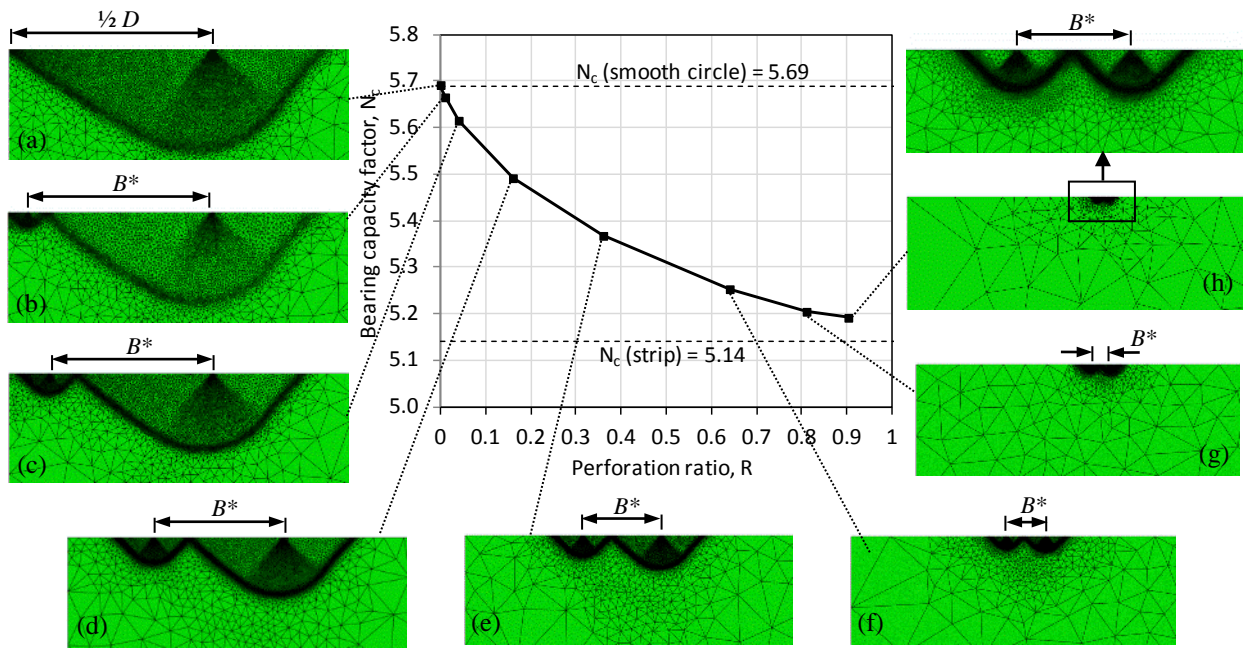 ½ D
(a)
B*
(b)
B*
(c)
B*
(d)
B*
(e)
B*
(f)
B*
(g)
B*
(h)
Bearing capacity factor, Nc
5.8
5.7
5.6
5.5
5.4
5.3
5.2
5.1
5.0
Nc (smooth circle) = 5.69
Nc (strip) = 5.14
0 0.1 0.2 0.3 0.4 0.5 0.6 0.7 0.8 0.9 1
Perforation ratio, R